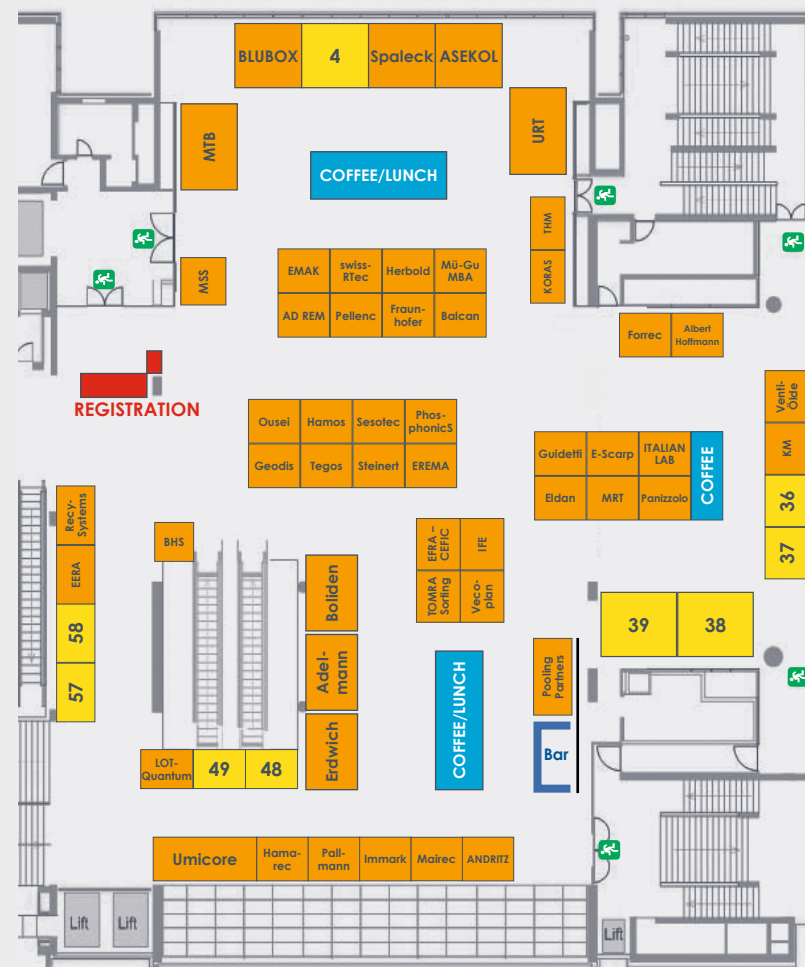 BLUBOX
4
Spaleck
ASEKOL
MTB
URT
COFFEE/LUNCH
THM
KORAS
MSS
EMAK
swiss-
RTec
Herbold
Mü-Gu
MBA
AD REM
Pellenc
Fraun-
hofer
Balcan
Forrec
Albert
Hoffmann
REGISTRATION
Venti-
Ölde
KM
36
37
Ousei
Hamos
Sesotec
Phos-
phonicS
Geodis
Tegos
Steinert
EREMA
Guidetti
E-Scarp
ITALIAN
LAB
COFFEE
Eldan
MRT
Panizzolo
Recy-
Systems
EERA
58
57
BHS
EFRA –
CEFIC
IFE
TOMRA
Sorting
Veco-
plan
Boliden
Adel-
mann
Erdwich
39
38
Pooling
Partners
COFFEE/LUNCH
Bar
LOT-
Quantum
49
48
Umicore
Hama-
rec
Pall-
mann
Immark
Mairec
ANDRITZ
Lift
Lift
Lift